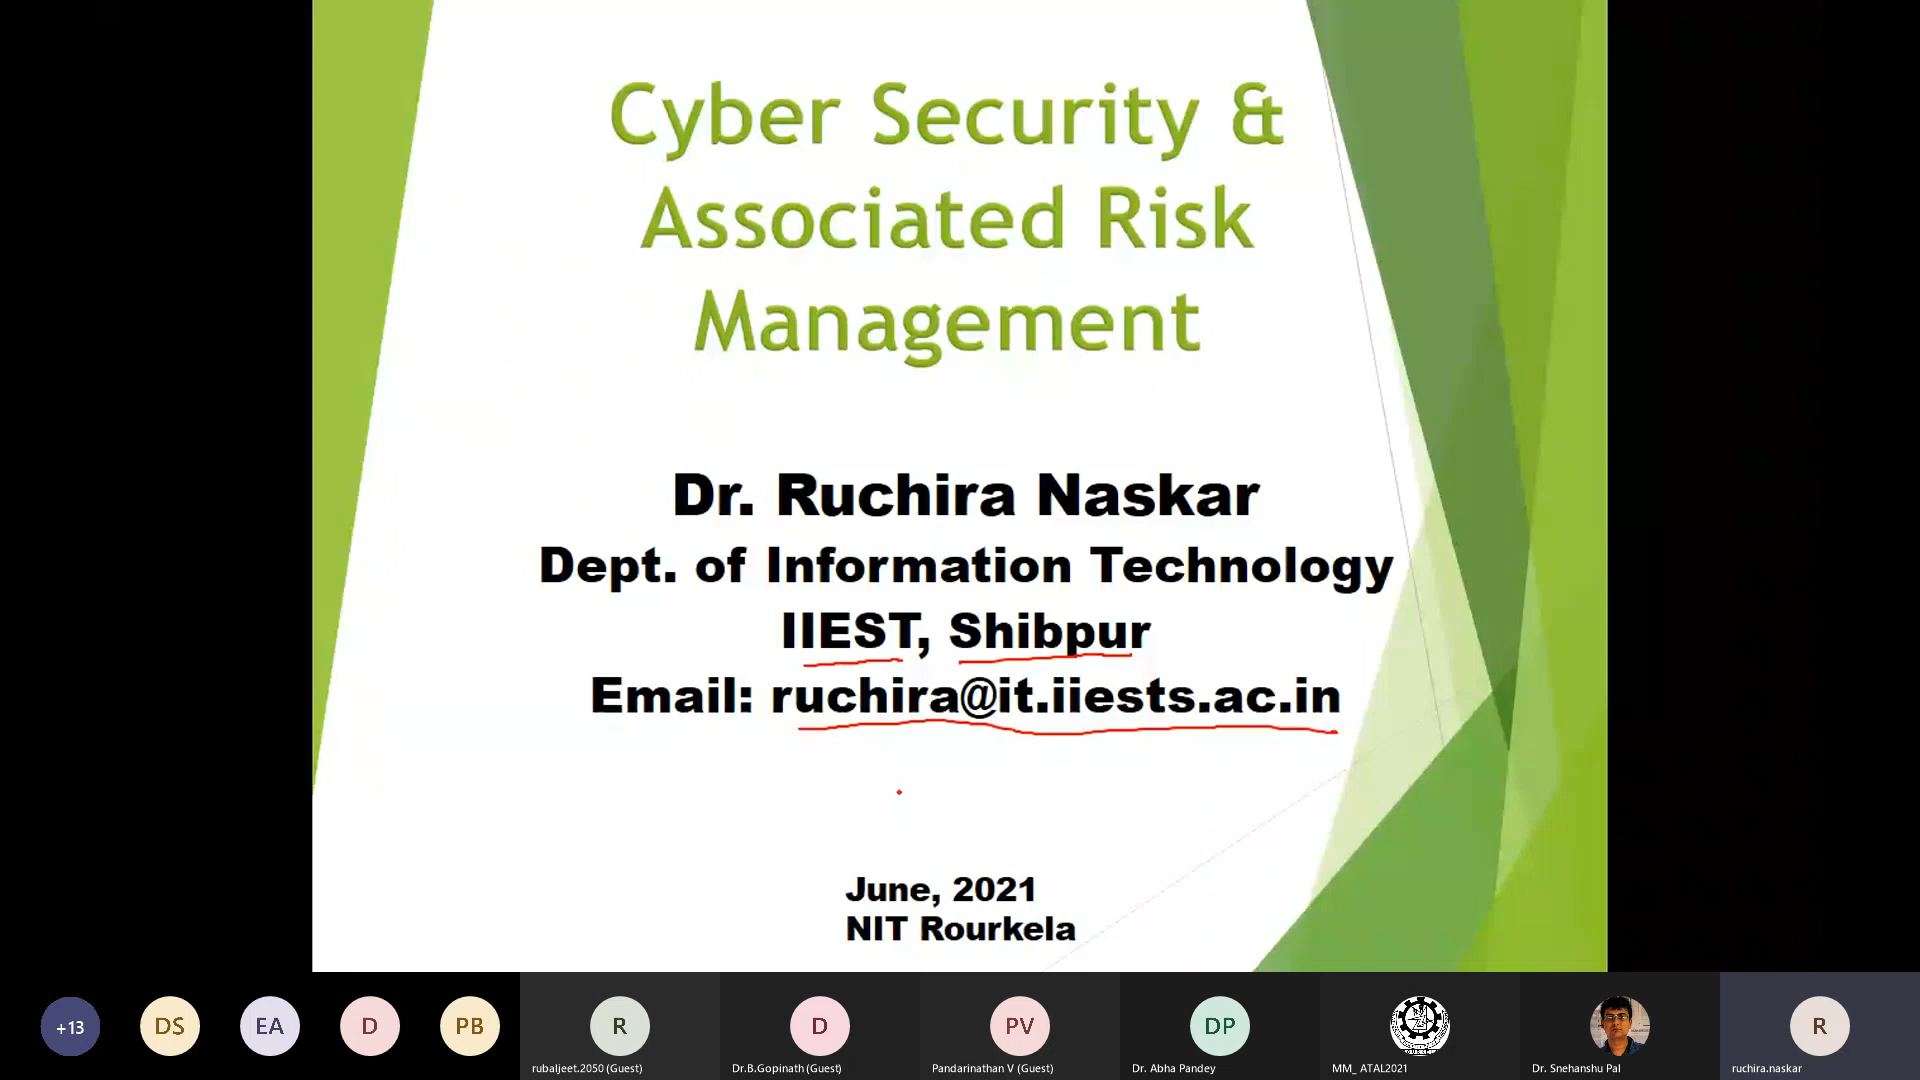 Cyber Security &
Associated Risk
Management
Dr. Ruchira Naskar
Dept. of Information Technology
IIEST, Shibpur
Email: ruchira@it.iiests.ac.in
June, 2021
NIT Rourkela
+13
DS
EA
D
PB
R
rubaljeet.2050 (Guest)
D
Dr.B.Gopinath (Guest)
PV
Pandarinathan V (Guest)
DP
Dr. Abha Pandey
MM_ ATAL2021
Dr. Snehanshu Pal
R
ruchira.naskar